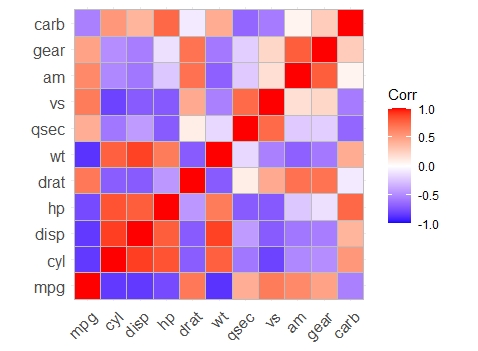 carb
gear
am
vs
qsec
wt
drat
hp
disp
cyl
mpg
mpg cyl disp hp drat wt qsec vs am gear carb
Corr
1.0
0.5
0.0
-0.5
-1.0